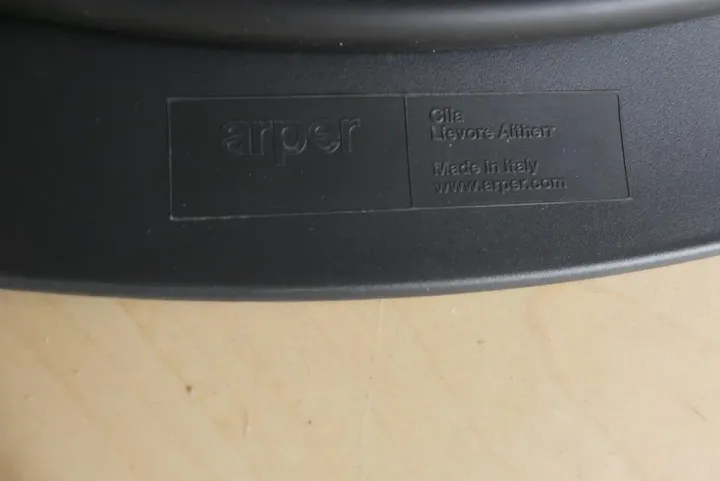 arper
Cila
Lievore Altherr
Made in Italy
www.arper.com